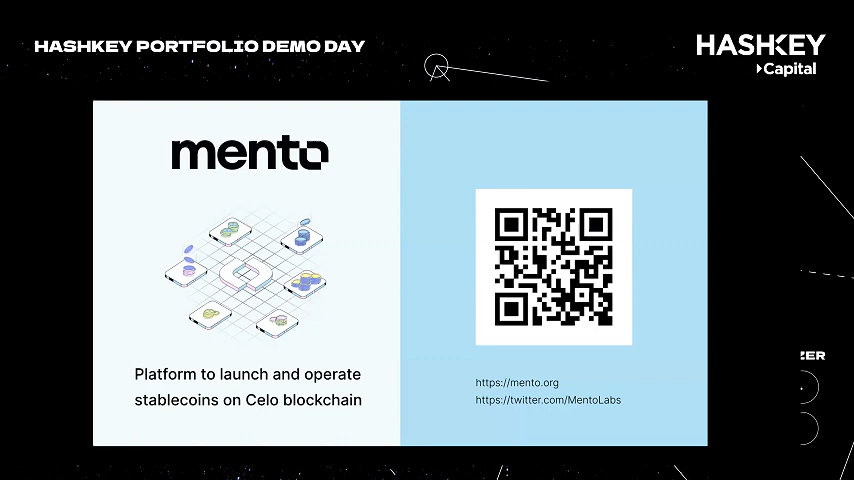 HASHKEY PORTFOLIO DEMO DAY
HASHKEY
Capital
mento
Platform to launch and operate
stablecoins on Celo blockchain
https://mento.org
https://twitter.com/MentoLabs